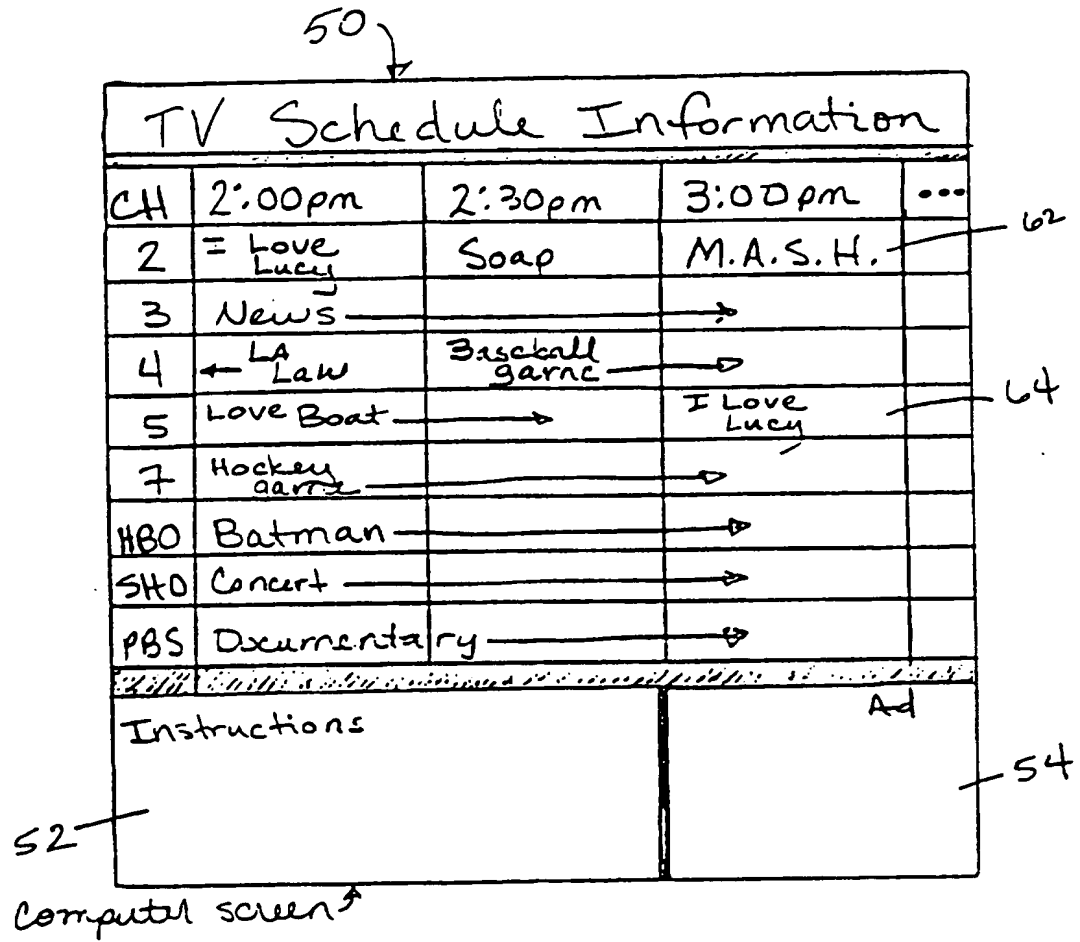 50
TV Schedule Information
CH 2:00pm 2:30pm 3:00pm ...
2 I Love Lucy Soap M.A.S.H. 62
3 News
4 LA Law Baseball game
5 Love Boat I Love Lucy 64
7 Hockey game
HBO Batman
SHO Concert
PBS Documentary
Instructions Ad
54
52
Computer screen